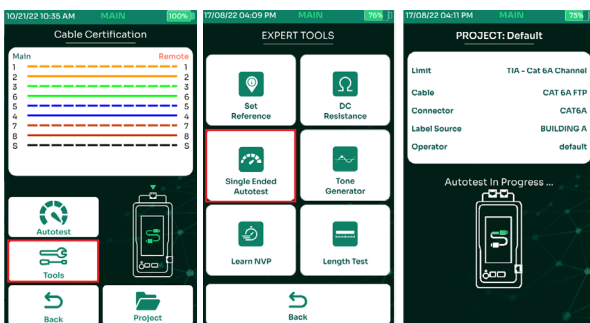 10/21/22 10:35 AM MAIN 100%
Cable Certification
Main Remote
1 1
2 2
3 3
6 6
5 5
4 4
7 7
8 8
S S
Autotest
Tools
Back Project
17/08/22 04:09 PM MAIN 76%
EXPERT TOOLS
Set
Reference
DC
Resistance
Single Ended
Autotest
Tone
Generator
Learn NVP Length Test
Back
17/08/22 04:11 PM MAIN 75%
PROJECT: Default
Limit TIA - Cat 6A Channel
Cable CAT 6A FTP
Connector CAT6A
Label Source BUILDING A
Operator default
Autotest In Progress ...